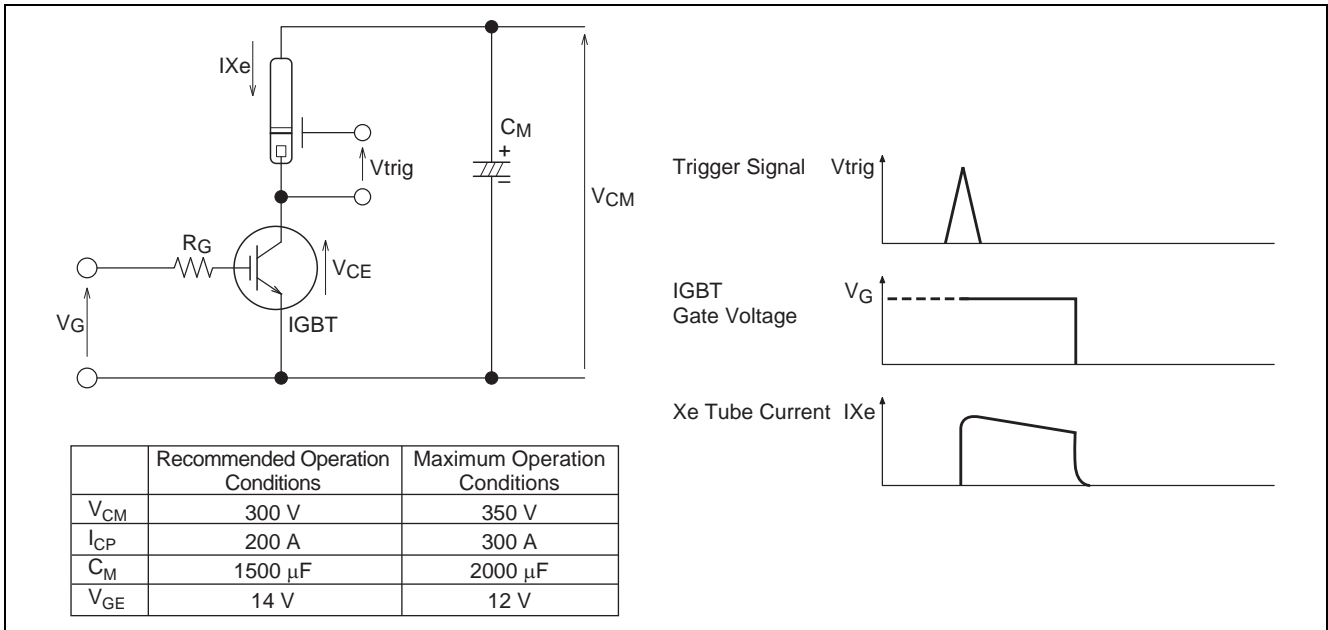 IXe
Vtrig
CM
+
–
VCM
RG
VCE
VG
IGBT
Trigger Signal Vtrig
IGBT
Gate Voltage
VG
Xe Tube Current IXe
Recommended Operation Conditions Maximum Operation Conditions
VCM 300 V 350 V
ICP 200 A 300 A
CM 1500 μF 2000 μF
VGE 14 V 12 V